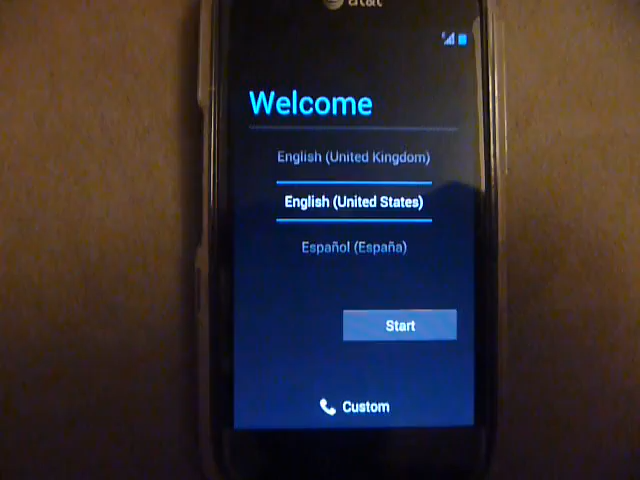 at&t
Welcome
English (United Kingdom)
English (United States)
Español (España)
Start
Custom